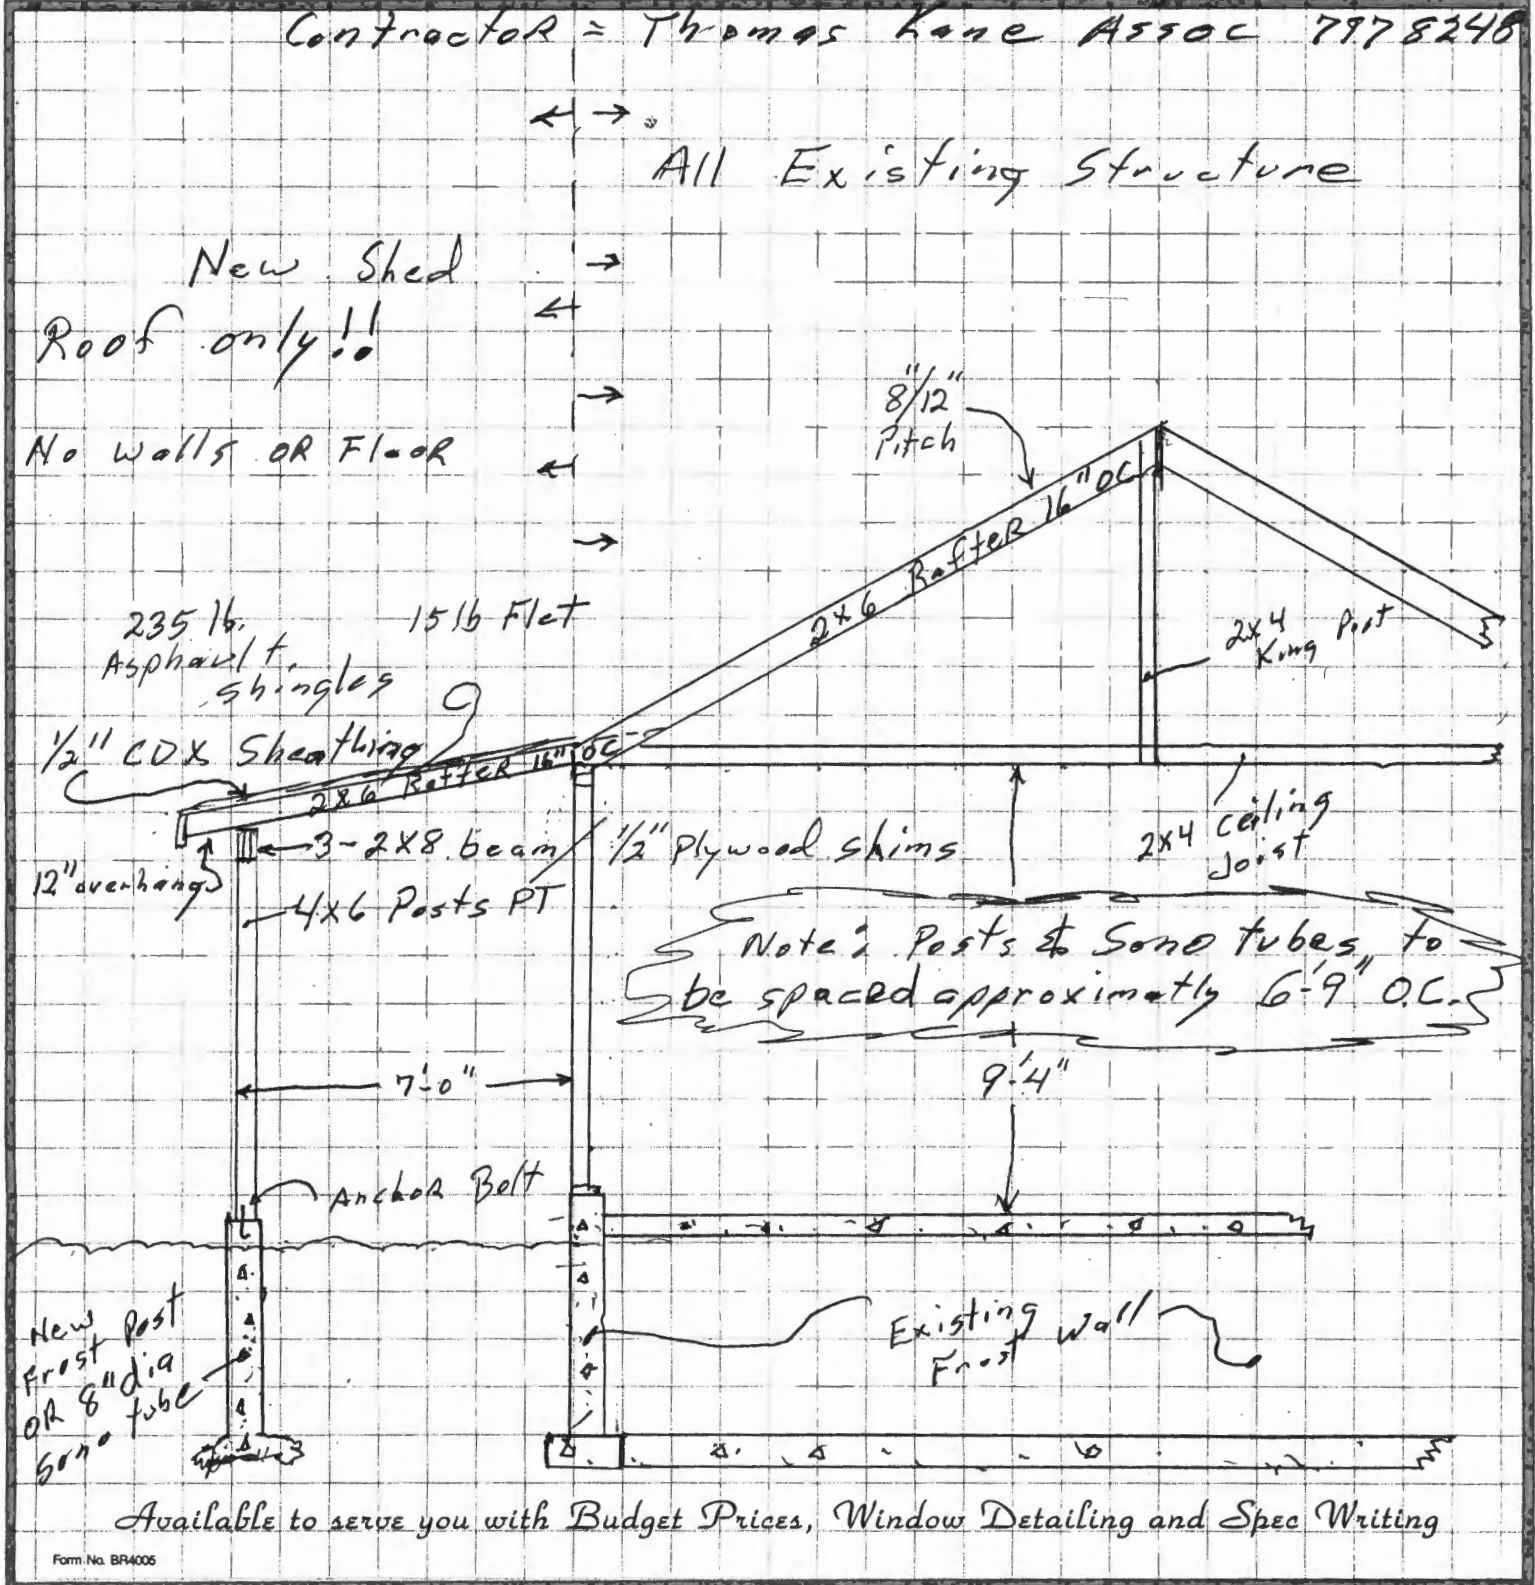 Contractor = Thomas Kane Assoc 7978248
All Existing Structure
New Shed
Roof only!!
No walls OR Floor
8"/12"
Pitch
2x6 Rafter 16" OC
235 lb.
Asphault
shingles
15 lb Flet
2x4
King Post
1/2" CDX Sheathing
2x6 Rafter 16" OC
3-2x8 beam
1/2" Plywood shims
2x4 Ceiling
Joist
12" overhang
4x6 Posts PT
Note: Posts & Sono tubes to
be spaced approximatly 6'-9" O.C.
7'-0"
9'-4"
Anchor Bolt
New
Frost Post
OR 8" dia
Sono tube
Existing Wall
Frost
Available to serve you with Budget Prices, Window Detailing and Spec Writing
Form No. BR4005